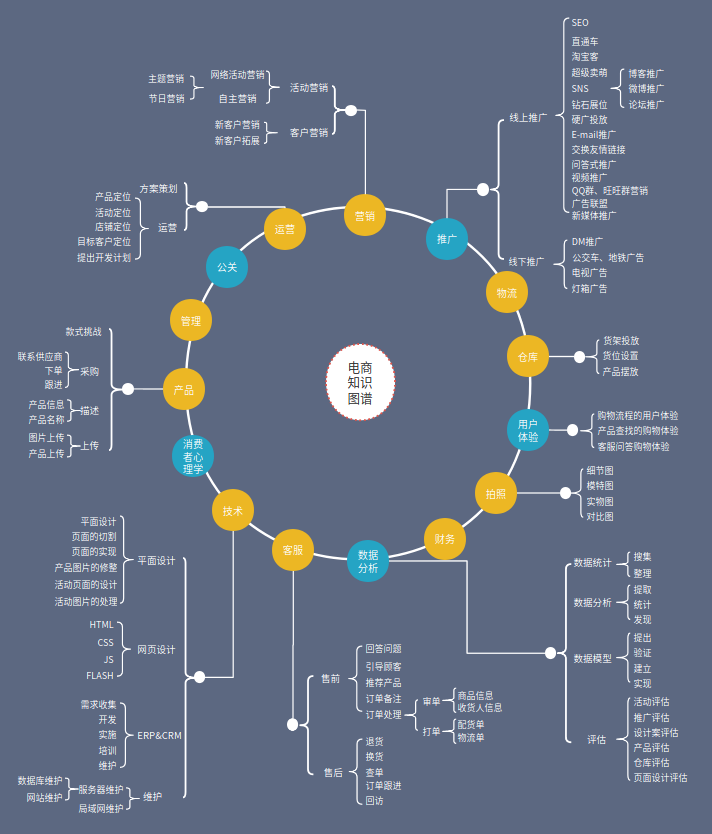 电商
知识
图谱
营销
活动营销
网络活动营销
主题营销
节日营销
自主营销
客户营销
新客户营销
新客户拓展
推广
线上推广
SEO
直通车
淘宝客
超级卖萌
SNS
博客推广
微博推广
论坛推广
钻石展位
硬广投放
E-mail推广
交换友情链接
问答式推广
视频推广
QQ群、旺旺群营销
广告联盟
新媒体推广
线下推广
DM推广
公交车、地铁广告
电视广告
灯箱广告
物流
仓库
货架投放
货位设置
产品摆放
用户
体验
购物流程的用户体验
产品查找的购物体验
客服问答购物体验
拍照
细节图
模特图
实物图
对比图
财务
数据
分析
数据统计
搜集
整理
数据分析
提取
统计
发现
数据模型
提出
验证
建立
实现
评估
活动评估
推广评估
设计案评估
产品评估
仓库评估
页面设计评估
客服
售前
回答问题
引导顾客
推荐产品
订单备注
订单处理
审单
商品信息
收货人信息
打单
配货单
物流单
售后
退货
换货
查单
订单跟进
回访
技术
平面设计
平面设计
页面的切割
页面的实现
产品图片的修整
活动页面的设计
活动图片的处理
网页设计
HTML
CSS
JS
FLASH
ERP&CRM
需求收集
开发
实施
培训
维护
维护
服务器维护
数据库维护
网站维护
局域网维护
消费
者心
理学
产品
款式挑战
采购
联系供应商
下单
跟进
描述
产品信息
产品名称
上传
图片上传
产品上传
管理
公关
运营
方案策划
运营
产品定位
活动定位
店铺定位
目标客户定位
提出开发计划